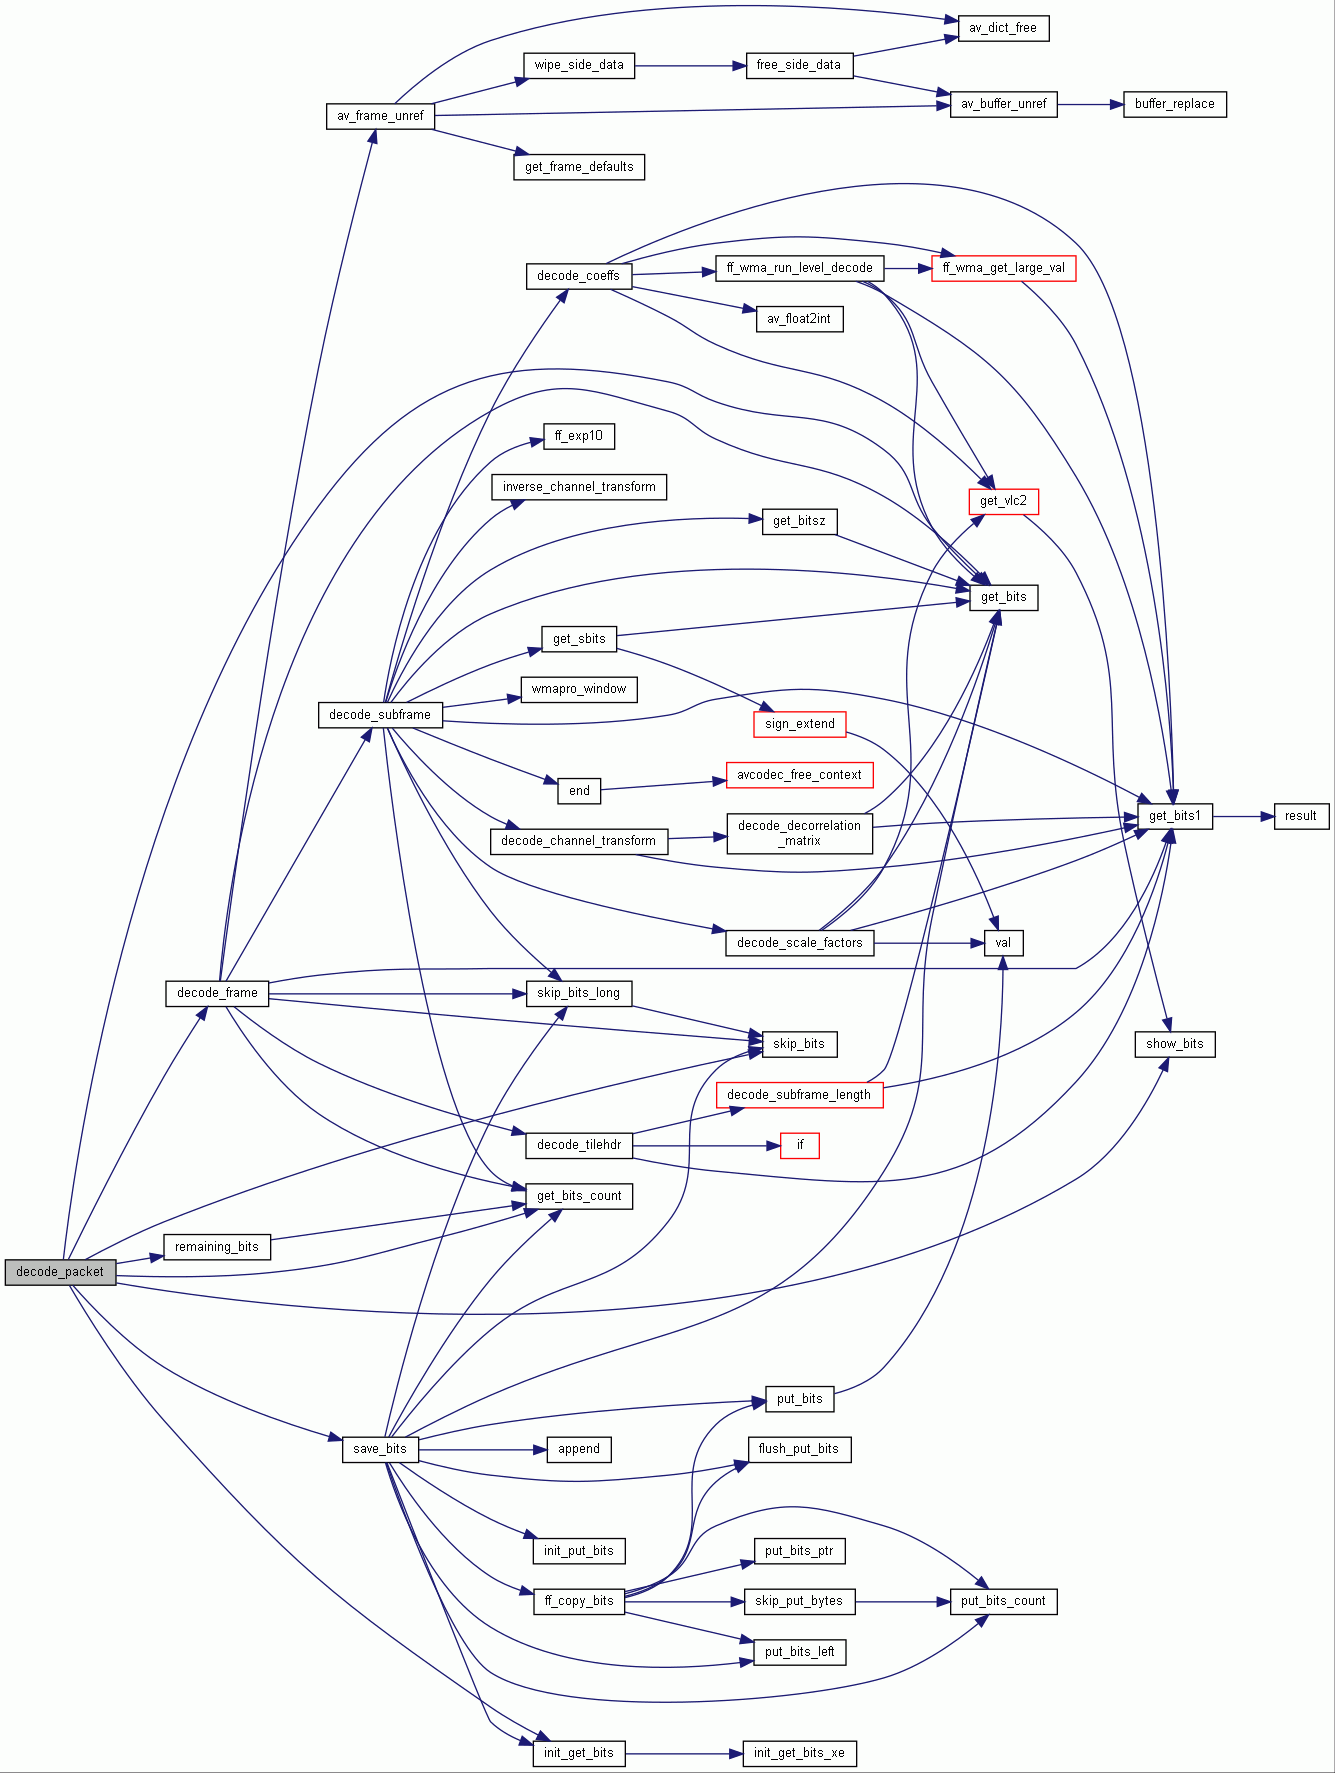 av_dict_free
wipe_side_data
free_side_data
av_buffer_unref
buffer_replace
av_frame_unref
get_frame_defaults
decode_coeffs
ff_wma_run_level_decode
ff_wma_get_large_val
av_float2int
ff_exp10
inverse_channel_transform
get_vlc2
get_bitsz
get_bits
get_sbits
wmapro_window
decode_subframe
sign_extend
avcodec_free_context
end
get_bits1
result
decode_channel_transform
decode_decorrelation
_matrix
decode_scale_factors
val
decode_frame
skip_bits_long
skip_bits
show_bits
decode_subframe_length
decode_tilehdr
if
get_bits_count
remaining_bits
decode_packet
put_bits
save_bits
append
flush_put_bits
init_put_bits
put_bits_ptr
ff_copy_bits
skip_put_bytes
put_bits_count
put_bits_left
init_get_bits
init_get_bits_xe